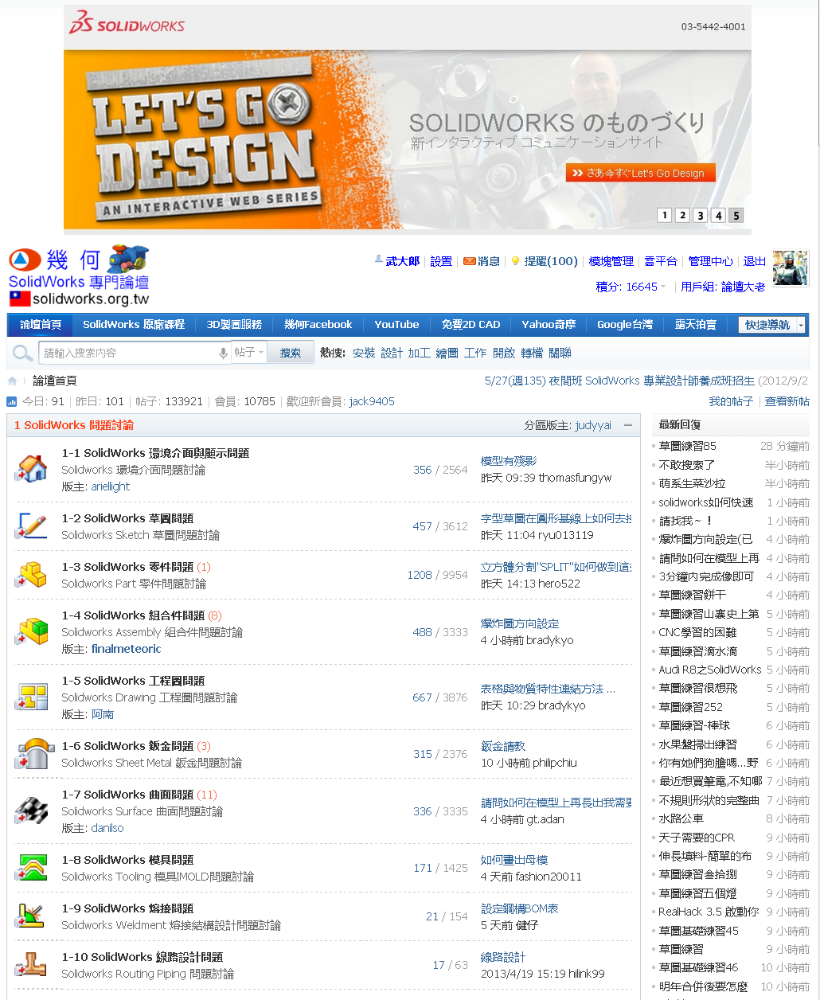 SOLIDWORKS
03-5442-4001
LET'S GO
DESIGN
AN INTERACTIVE WEB SERIES
SOLIDWORKS のものづくり
新インタラクティブ コミュニケーションサイト
さあ今すぐLet's Go Design
1 2 3 4 5
幾何
SolidWorks 專門論壇
solidworks.org.tw
武大郎 設置 消息 提醒(100) 模塊管理 雲平台 管理中心 退出
積分: 16645 用戶組: 論壇大老
論壇首頁 SolidWorks 原廠課程 3D製圖服務 幾何Facebook YouTube 免費2D CAD Yahoo奇摩 Google台灣 露天拍賣 快捷導航
請輸入搜索內容 帖子 搜索 熱搜: 安裝 設計 加工 繪圖 工作 開啟 轉檔 關聯
論壇首頁 5/27(週135) 夜間班 SolidWorks 專業設計師養成班招生 (2012/9/2
今日: 91 昨日: 101 帖子: 133921 會員: 10785 歡迎新會員: jack9405 我的帖子 查看新帖
1 SolidWorks 問題討論 分區版主: judyyai
1-1 SolidWorks 環境介面與顯示問題
Solidworks 環境介面問題討論
版主: ariellight
356 / 2564
模型有殘影
昨天 09:39 thomasfungyw
1-2 SolidWorks 草圖問題
Solidworks Sketch 草圖問題討論
457 / 3612
字型草圖在圓形基線上如何去
昨天 11:04 ryu013119
1-3 SolidWorks 零件問題 (1)
Solidworks Part 零件問題討論
1208 / 9954
立方體分割"SPLIT"如何做到這
昨天 14:13 hero522
1-4 SolidWorks 組合件問題 (8)
Solidworks Assembly 組合件問題討論
版主: finalmeteoric
488 / 3333
爆炸圖方向設定
4 小時前 bradykyo
1-5 SolidWorks 工程圖問題
Solidworks Drawing 工程圖問題討論
版主: 阿南
667 / 3876
表格與物質特性連結方法 ...
昨天 10:29 bradykyo
1-6 SolidWorks 鈑金問題 (3)
Solidworks Sheet Metal 鈑金問題討論
315 / 2376
鈑金請教
10 小時前 philipchiu
1-7 SolidWorks 曲面問題 (11)
Solidworks Surface 曲面問題討論
版主: danilso
336 / 3335
請問如何在模型上再長出我需要
4 小時前 gt.adan
1-8 SolidWorks 模具問題
Solidworks Tooling 模具IMOLD問題討論
171 / 1425
如何畫出母模
4 天前 fashion20011
1-9 SolidWorks 熔接問題
Solidworks Weldment 熔接結構設計問題討論
21 / 154
設定鋼構BOM表
5 天前 健仔
1-10 SolidWorks 線路設計問題
Solidworks Routing Piping 問題討論
17 / 63
線路設計
2013/4/19 15:19 hilink99
最新回復
草圖練習85 28 分鐘前
不敢搜索了 半小時前
萌系生菜沙拉 半小時前
solidworks如何快速 1 小時前
請找我~ ! 1 小時前
爆炸圖方向設定(已 4 小時前
請問如何在模型上再 4 小時前
3分鐘內完成像即可 4 小時前
草圖練習餅干 4 小時前
草圖練習山寨史上第 5 小時前
CNC學習的困難 5 小時前
草圖練習滴水滴 5 小時前
Audi R8之SolidWorks 5 小時前
草圖練習很想飛 5 小時前
草圖練習252 5 小時前
草圖練習-棒球 6 小時前
水果盤掃出練習 6 小時前
你有她們狗膽嗎...野 6 小時前
最近想買筆電,不知哪 7 小時前
不規則形狀的完整曲 7 小時前
水路公車 8 小時前
天子需要的CPR 9 小時前
伸長填料-簡單的布 9 小時前
草圖練習叁拾捌 9 小時前
草圖練習五個燈 9 小時前
RealHack 3.5 啟動你 9 小時前
草圖基礎練習45 9 小時前
草圖練習 9 小時前
草圖基礎練習46 10 小時前
明年合併後要怎麼 10 小時前